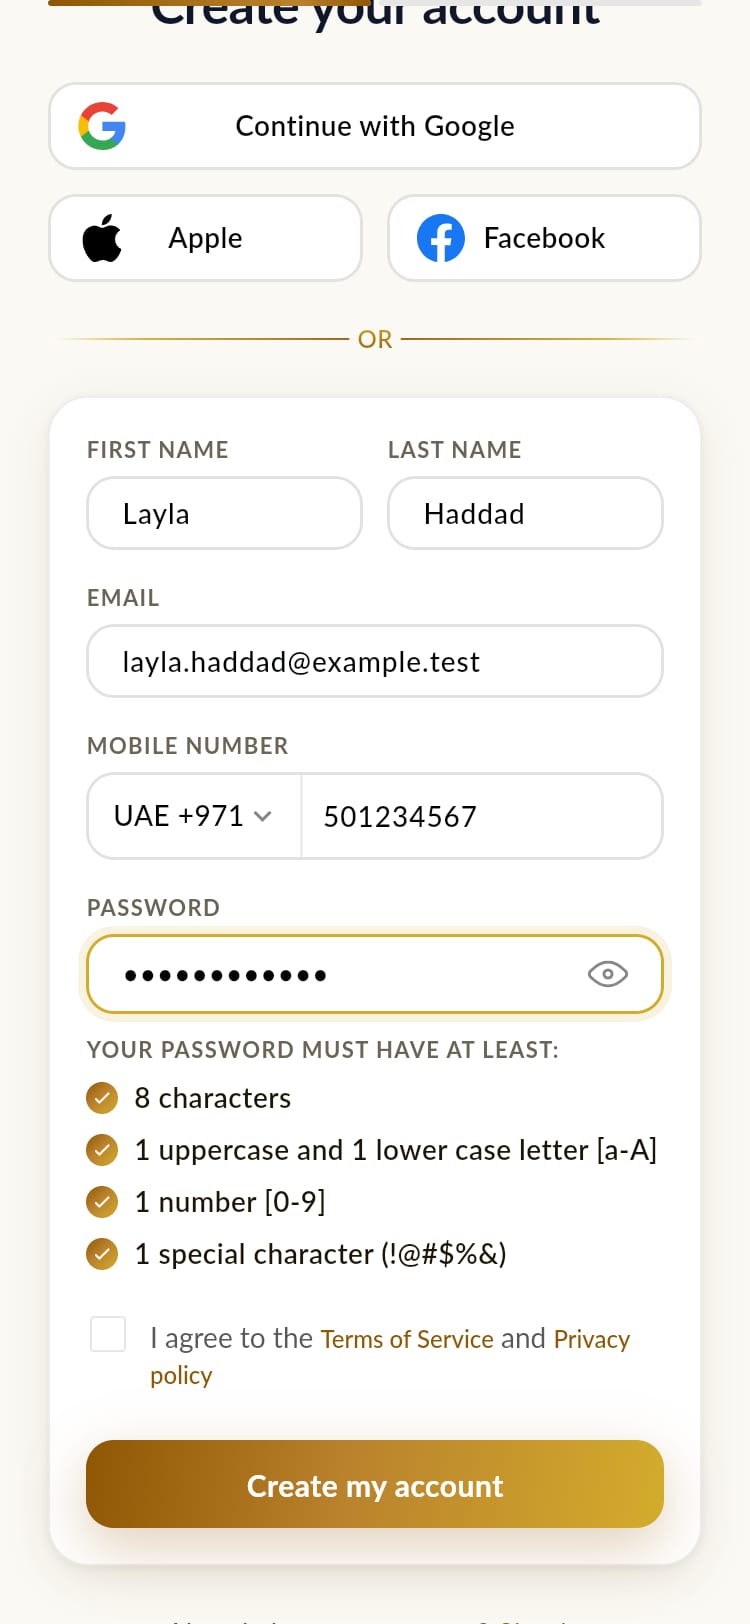 Create your account
Continue with Google
Apple
Facebook
OR
FIRST NAME
LAST NAME
Layla
Haddad
EMAIL
layla.haddad@example.test
MOBILE NUMBER
UAE +971
501234567
PASSWORD
••••••••••••
YOUR PASSWORD MUST HAVE AT LEAST:
8 characters
1 uppercase and 1 lower case letter [a-A]
1 number [0-9]
1 special character (!@#$%&)
I agree to the Terms of Service and Privacy
policy
Create my account